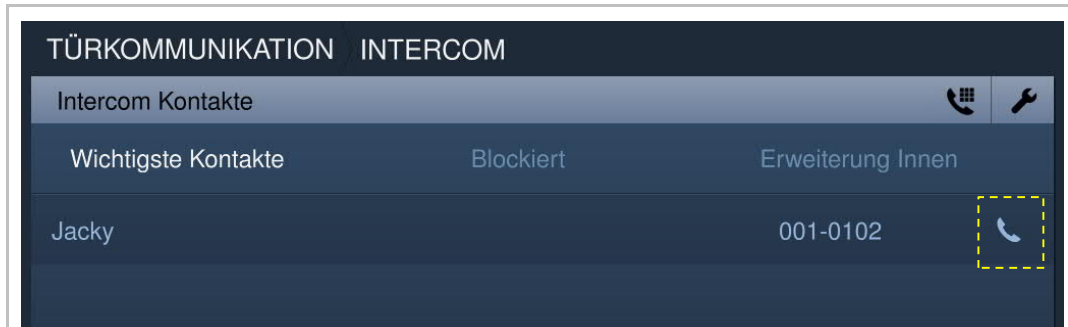 TÜRKOMMUNIKATION INTERCOM
Intercom Kontakte
Wichtigste Kontakte Blockiert Erweiterung Innen
Jacky 001-0102